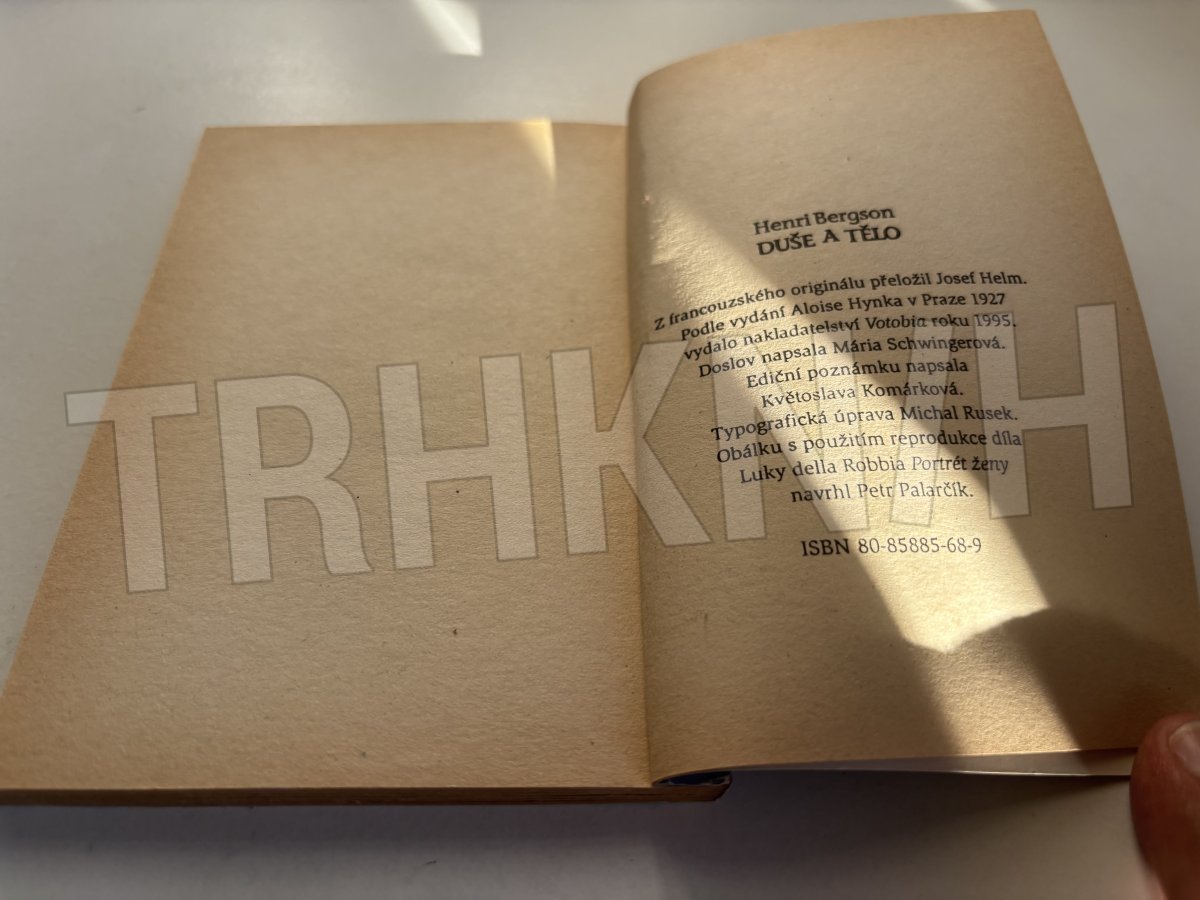 Henri Bergson
DUŠE A TĚLO
Z francouzského originálu přeložil Josef Helm.
Podle vydání Aloise Hynka v Praze 1927
vydalo nakladatelství Votobia roku 1995.
Doslov napsala Mária Schwingerová.
Ediční poznámku napsala
Květoslava Komárková.
Typografická úprava Michal Rusek.
Obálku s použitím reprodukce díla
Luky della Robbia Portrét ženy
navrhl Petr Palarčík.
ISBN 80-85885-68-9
TRHKNIH